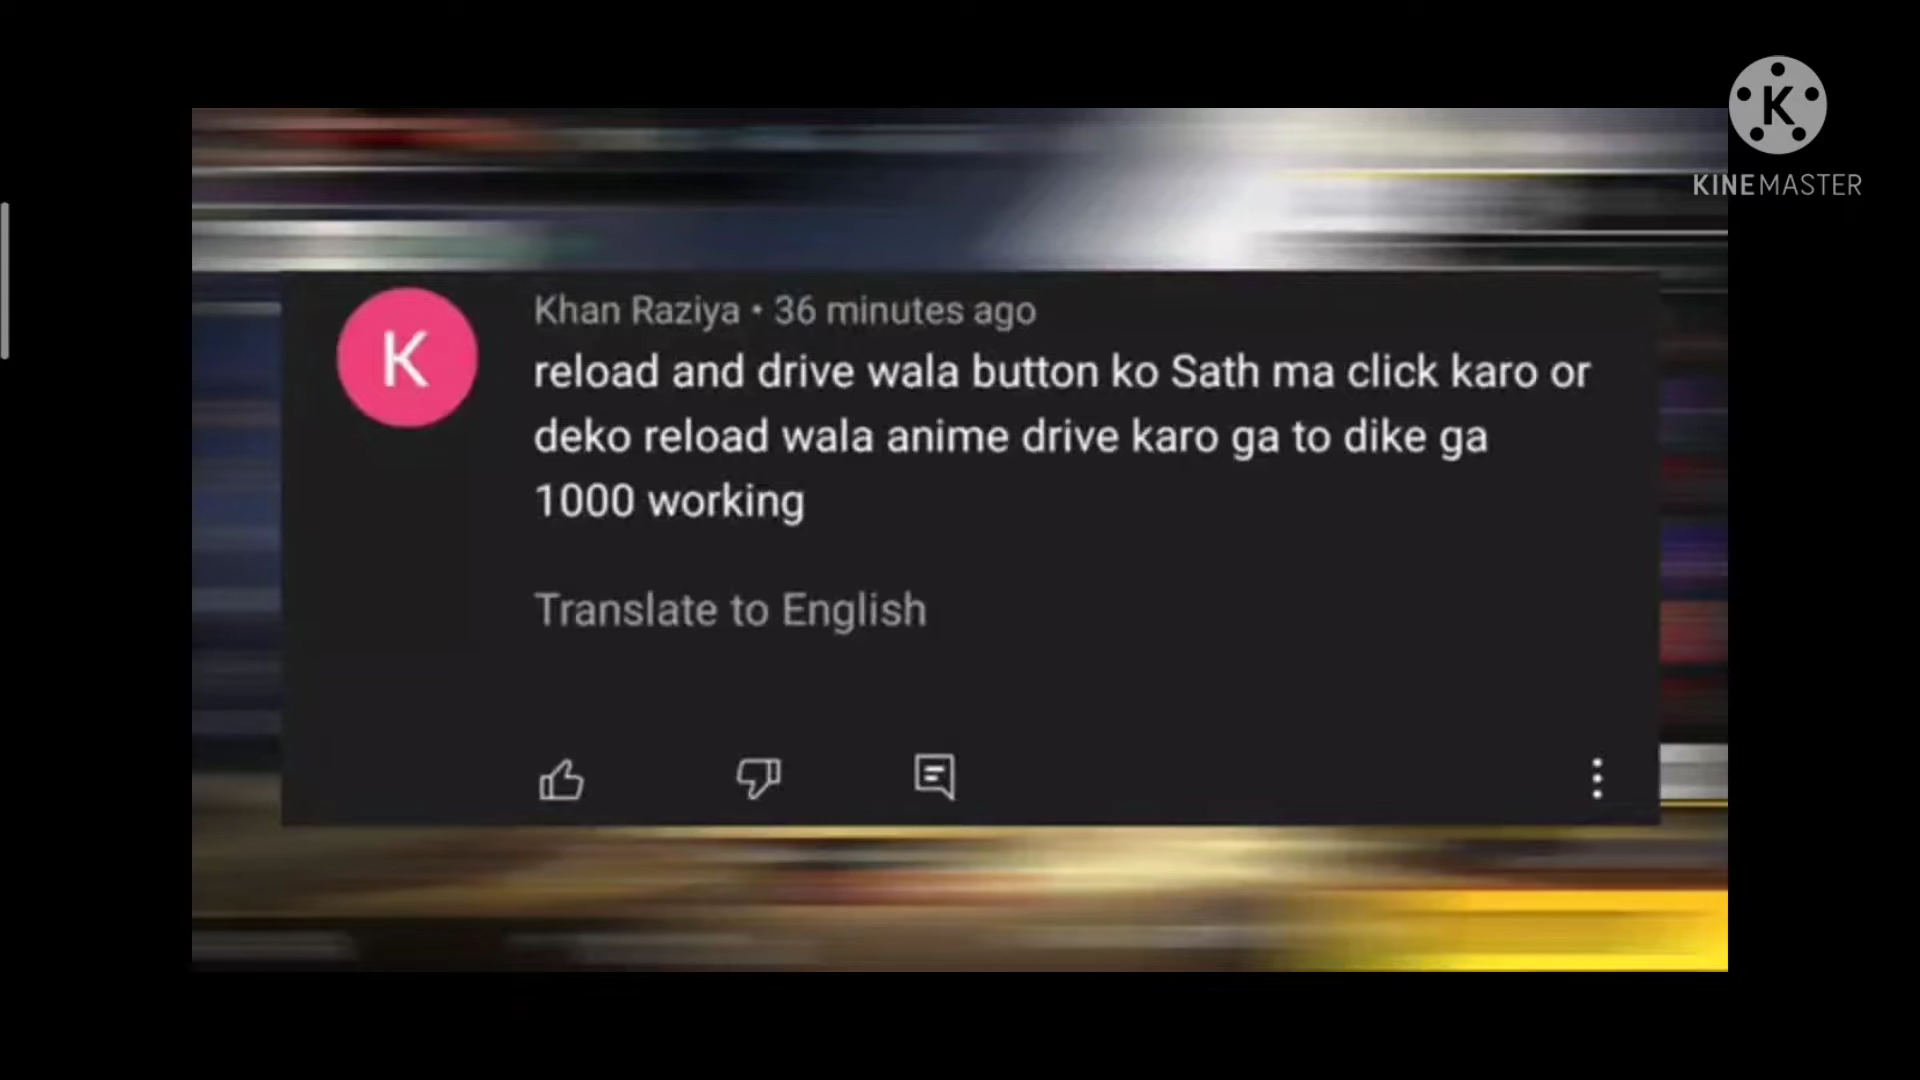 K
KINEMASTER
K
Khan Raziya • 36 minutes ago
reload and drive wala button ko Sath ma click karo or
deko reload wala anime drive karo ga to dike ga
1000 working
Translate to English